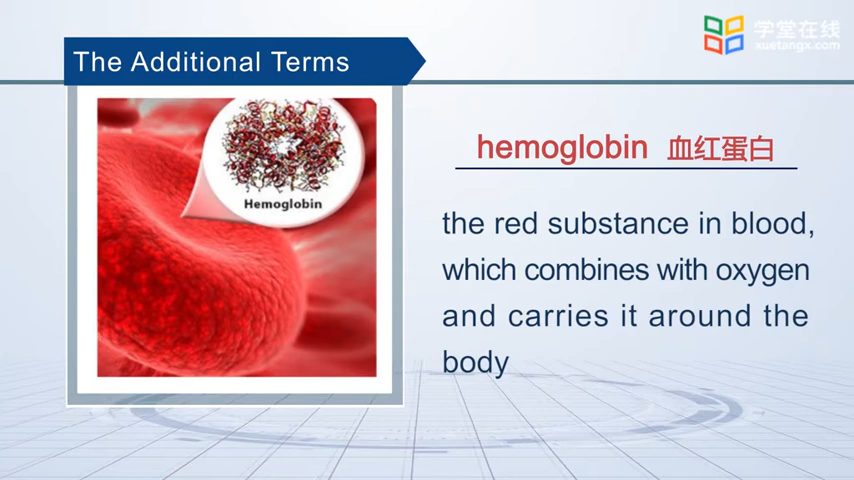 学堂在线
xuetangx.com
The Additional Terms
Hemoglobin
hemoglobin 血红蛋白
the red substance in blood,
which combines with oxygen
and carries it around the
body